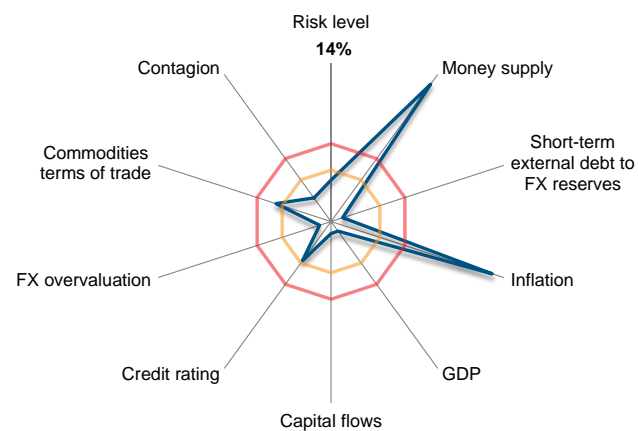 Risk level
14%
Contagion
Money supply
Commodities
terms of trade
Short-term
external debt to
FX reserves
FX overvaluation
Inflation
Credit rating
GDP
Capital flows